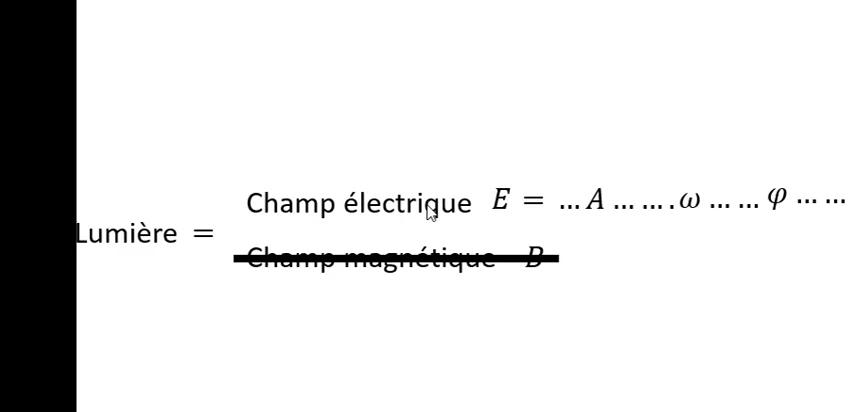 Champ électrique E = ... A ... ... . ω ... ... φ ... ...
Lumière =
Champ magnétique B